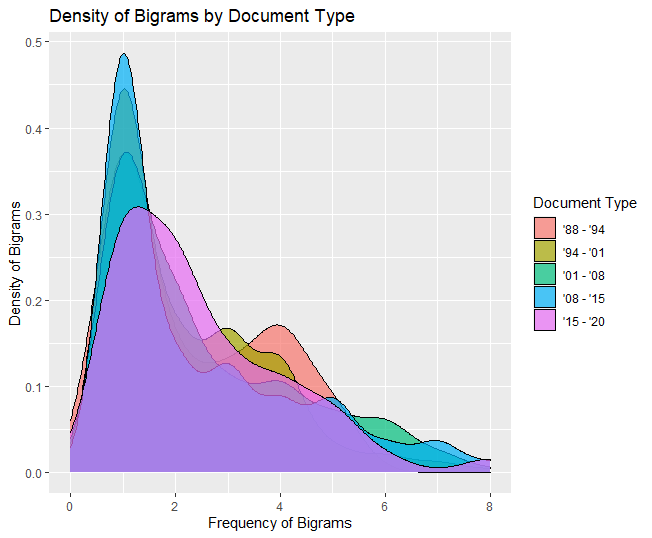 Density of Bigrams by Document Type
Density of Bigrams
0.5
0.4
0.3
0.2
0.1
0.0
0 2 4 6 8
Frequency of Bigrams
Document Type
'88 - '94
'94 - '01
'01 - '08
'08 - '15
'15 - '20